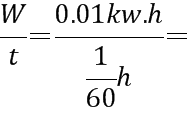 W/t = 0.01kw.h / (1/60 h) =